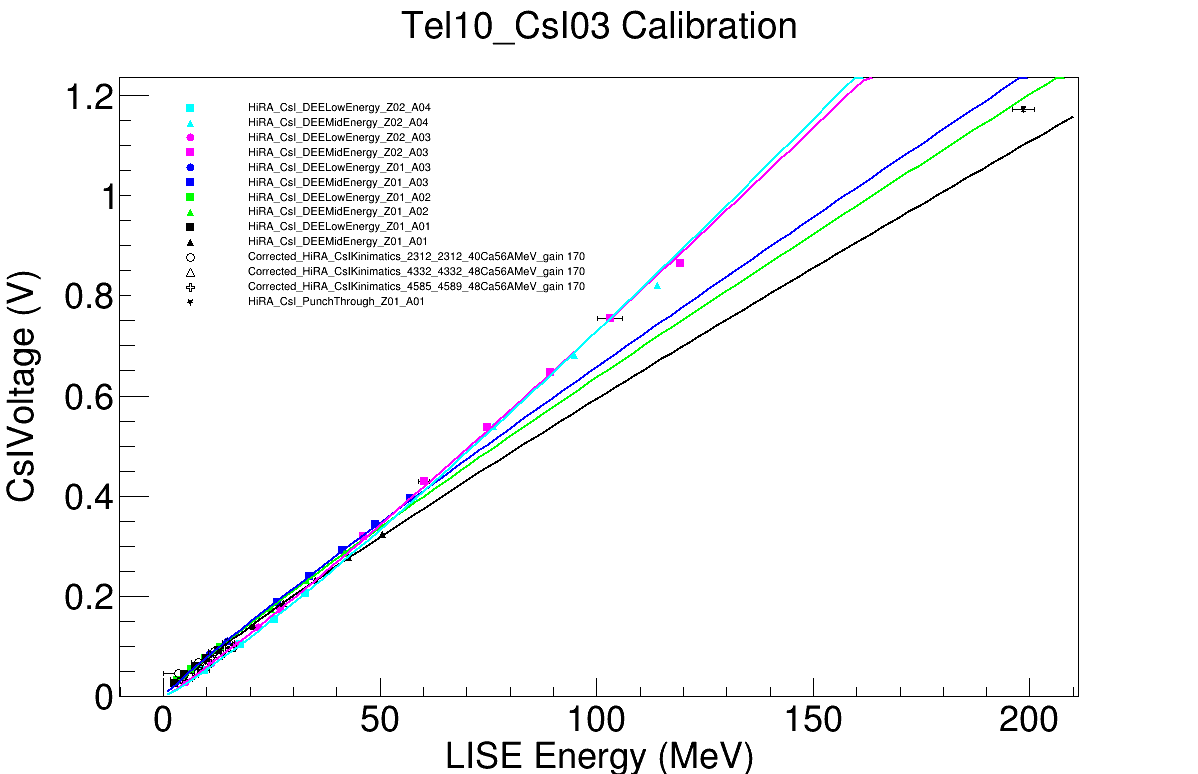 Tel10_CsI03 Calibration
HiRA_CsI_DEELowEnergy_Z02_A04
HiRA_CsI_DEEMidEnergy_Z02_A04
HiRA_CsI_DEELowEnergy_Z02_A03
HiRA_CsI_DEEMidEnergy_Z02_A03
HiRA_CsI_DEELowEnergy_Z01_A03
HiRA_CsI_DEEMidEnergy_Z01_A03
HiRA_CsI_DEELowEnergy_Z01_A02
HiRA_CsI_DEEMidEnergy_Z01_A02
HiRA_CsI_DEELowEnergy_Z01_A01
HiRA_CsI_DEEMidEnergy_Z01_A01
Corrected_HiRA_CsIKinimatics_2312_2312_40Ca56AMeV_gain 170
Corrected_HiRA_CsIKinimatics_4332_4332_48Ca56AMeV_gain 170
Corrected_HiRA_CsIKinimatics_4585_4589_48Ca56AMeV_gain 170
HiRA_CsI_PunchThrough_Z01_A01
CsIVoltage (V)
1.2
1
0.8
0.6
0.4
0.2
0
0 50 100 150 200
LISE Energy (MeV)